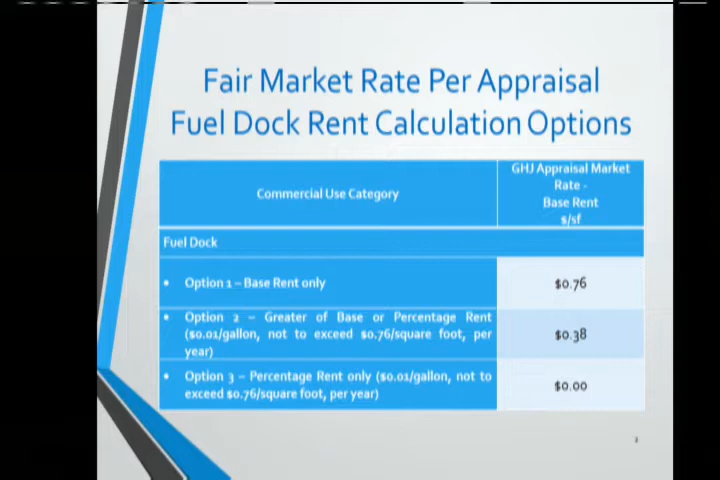 Fair Market Rate Per Appraisal
Fuel Dock Rent Calculation Options
Commercial Use Category
GHJ Appraisal Market
Rate -
Base Rent
$/sf
Fuel Dock
• Option 1 – Base Rent only
$0.76
• Option 2 – Greater of Base or Percentage Rent
($0.01/gallon, not to exceed $0.76/square foot, per
year)
$0.38
• Option 3 – Percentage Rent only ($0.01/gallon, not to
exceed $0.76/square foot, per year)
$0.00